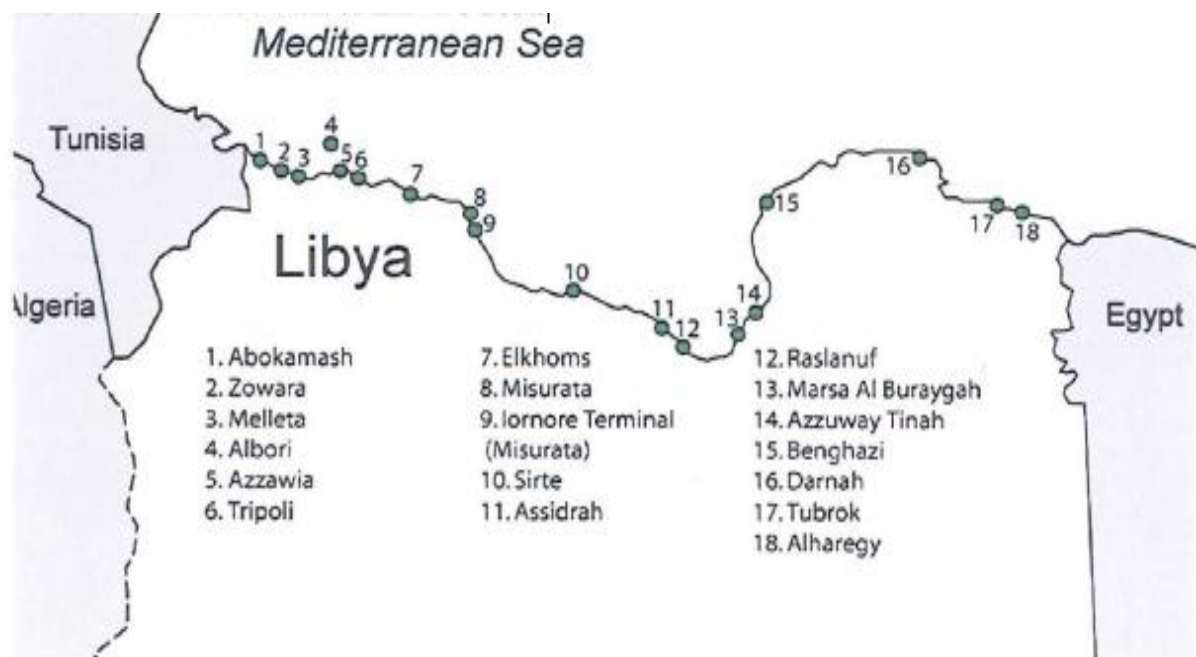 Mediterranean Sea
Tunisia
1
2
3
4
5
6
7
8
9
10
11
12
13
14
15
16
17
18
Libya
Algeria
Egypt
1. Abokamash
2. Zowara
3. Melleta
4. Albori
5. Azzawia
6. Tripoli
7. Elkhoms
8. Misurata
9. Iornore Terminal
(Misurata)
10. Sirte
11. Assidrah
12. Raslanuf
13. Marsa Al Buraygah
14. Azzuway Tinah
15. Benghazi
16. Darnah
17. Tubrok
18. Alharegy